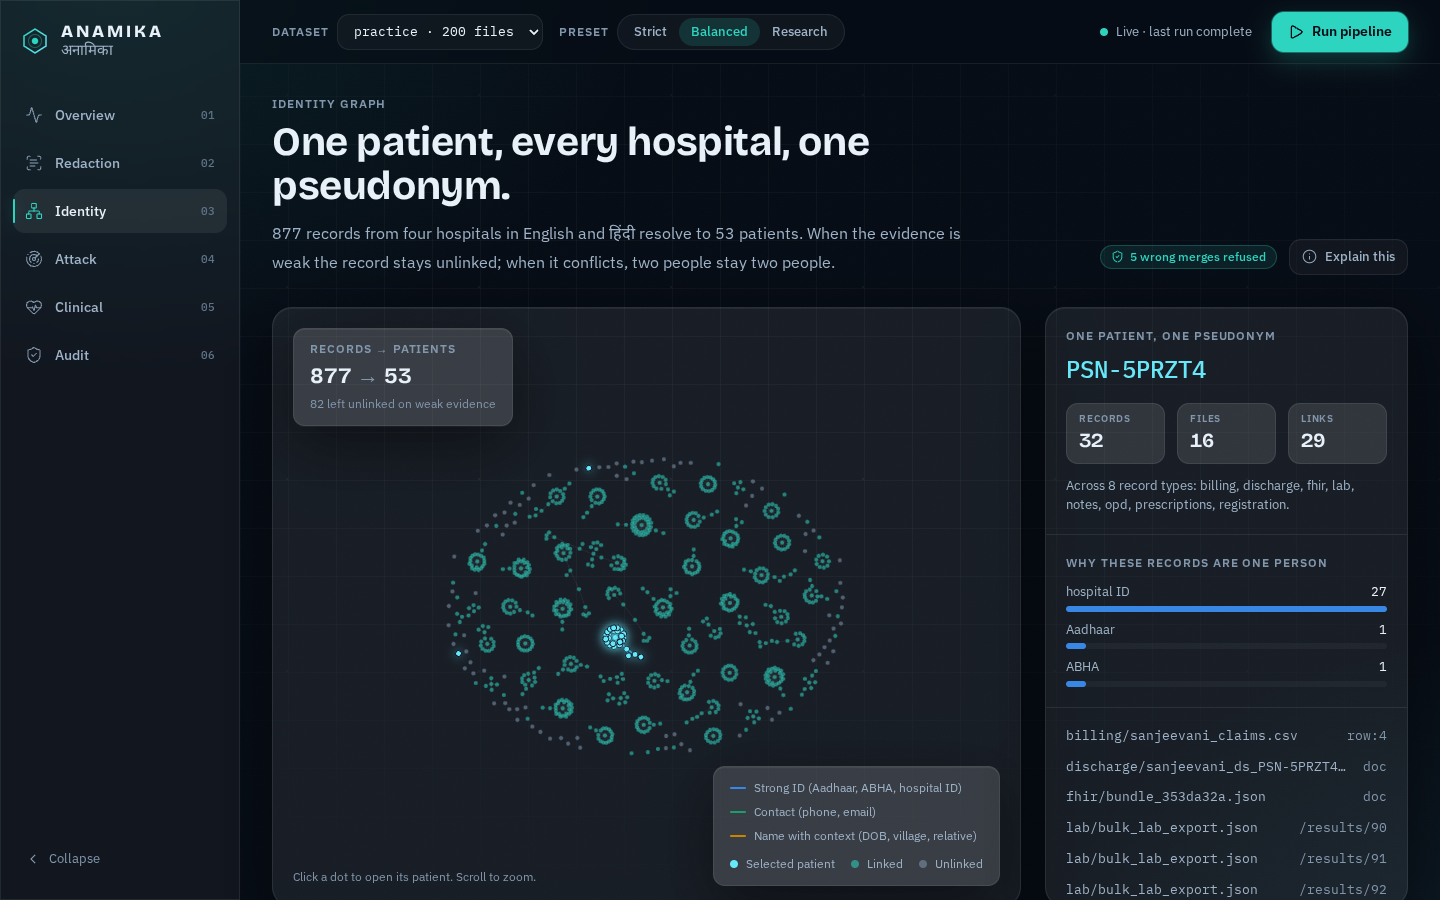 ANAMIKA
अनामिका
Overview 01
Redaction 02
Identity 03
Attack 04
Clinical 05
Audit 06
Collapse
DATASET practice · 200 files PRESET Strict Balanced Research
Live · last run complete Run pipeline
IDENTITY GRAPH
One patient, every hospital, one
pseudonym.
877 records from four hospitals in English and हिंदी resolve to 53 patients. When the evidence is
weak the record stays unlinked; when it conflicts, two people stay two people.
5 wrong merges refused Explain this
RECORDS → PATIENTS
877 → 53
82 left unlinked on weak evidence
Strong ID (Aadhaar, ABHA, hospital ID)
Contact (phone, email)
Name with context (DOB, village, relative)
Selected patient Linked Unlinked
Click a dot to open its patient. Scroll to zoom.
ONE PATIENT, ONE PSEUDONYM
PSN-5PRZT4
RECORDS FILES LINKS
32 16 29
Across 8 record types: billing, discharge, fhir, lab,
notes, opd, prescriptions, registration.
WHY THESE RECORDS ARE ONE PERSON
hospital ID 27
Aadhaar 1
ABHA 1
billing/sanjeevani_claims.csv row:4
discharge/sanjeevani_ds_PSN-5PRZT4… doc
fhir/bundle_353da32a.json doc
lab/bulk_lab_export.json /results/90
lab/bulk_lab_export.json /results/91
lab/bulk_lab_export.json /results/92